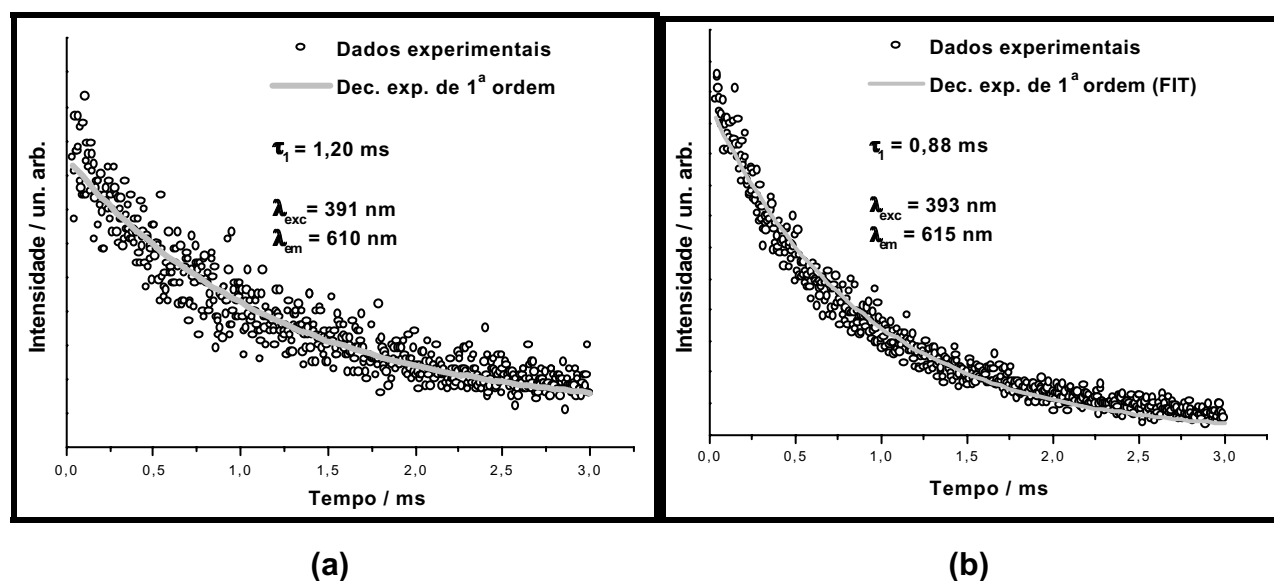 Dados experimentais
Dec. exp. de 1ª ordem
τ₁ = 1,20 ms
λexc = 391 nm
λem = 610 nm
Intensidade / un. arb.
0,0 0,5 1,0 1,5 2,0 2,5 3,0
Tempo / ms
(a)
Dados experimentais
Dec. exp. de 1ª ordem (FIT)
τ₁ = 0,88 ms
λexc = 393 nm
λem = 615 nm
Intensidade / un. arb.
0,0 0,5 1,0 1,5 2,0 2,5 3,0
Tempo / ms
(b)